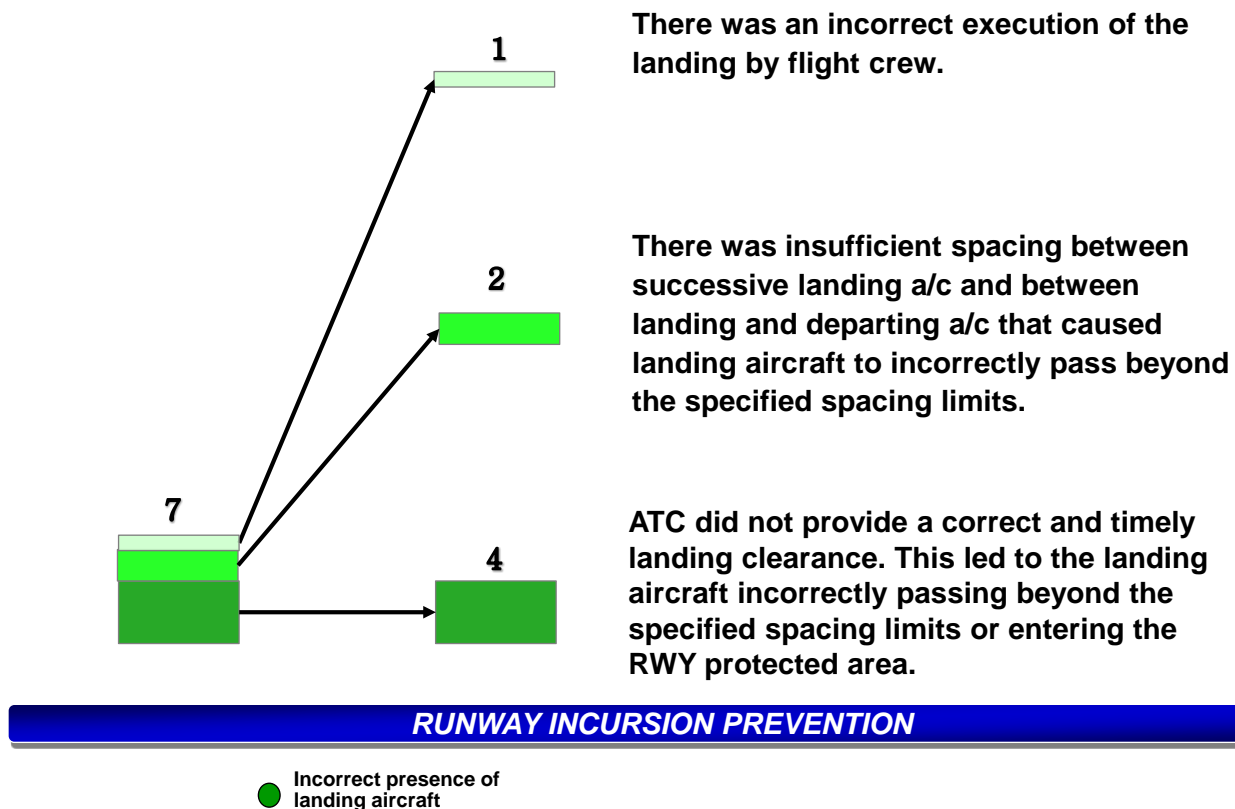 1
There was an incorrect execution of the
landing by flight crew.
2
There was insufficient spacing between
successive landing a/c and between
landing and departing a/c that caused
landing aircraft to incorrectly pass beyond
the specified spacing limits.
7
4
ATC did not provide a correct and timely
landing clearance. This led to the landing
aircraft incorrectly passing beyond the
specified spacing limits or entering the
RWY protected area.
RUNWAY INCURSION PREVENTION
Incorrect presence of
landing aircraft